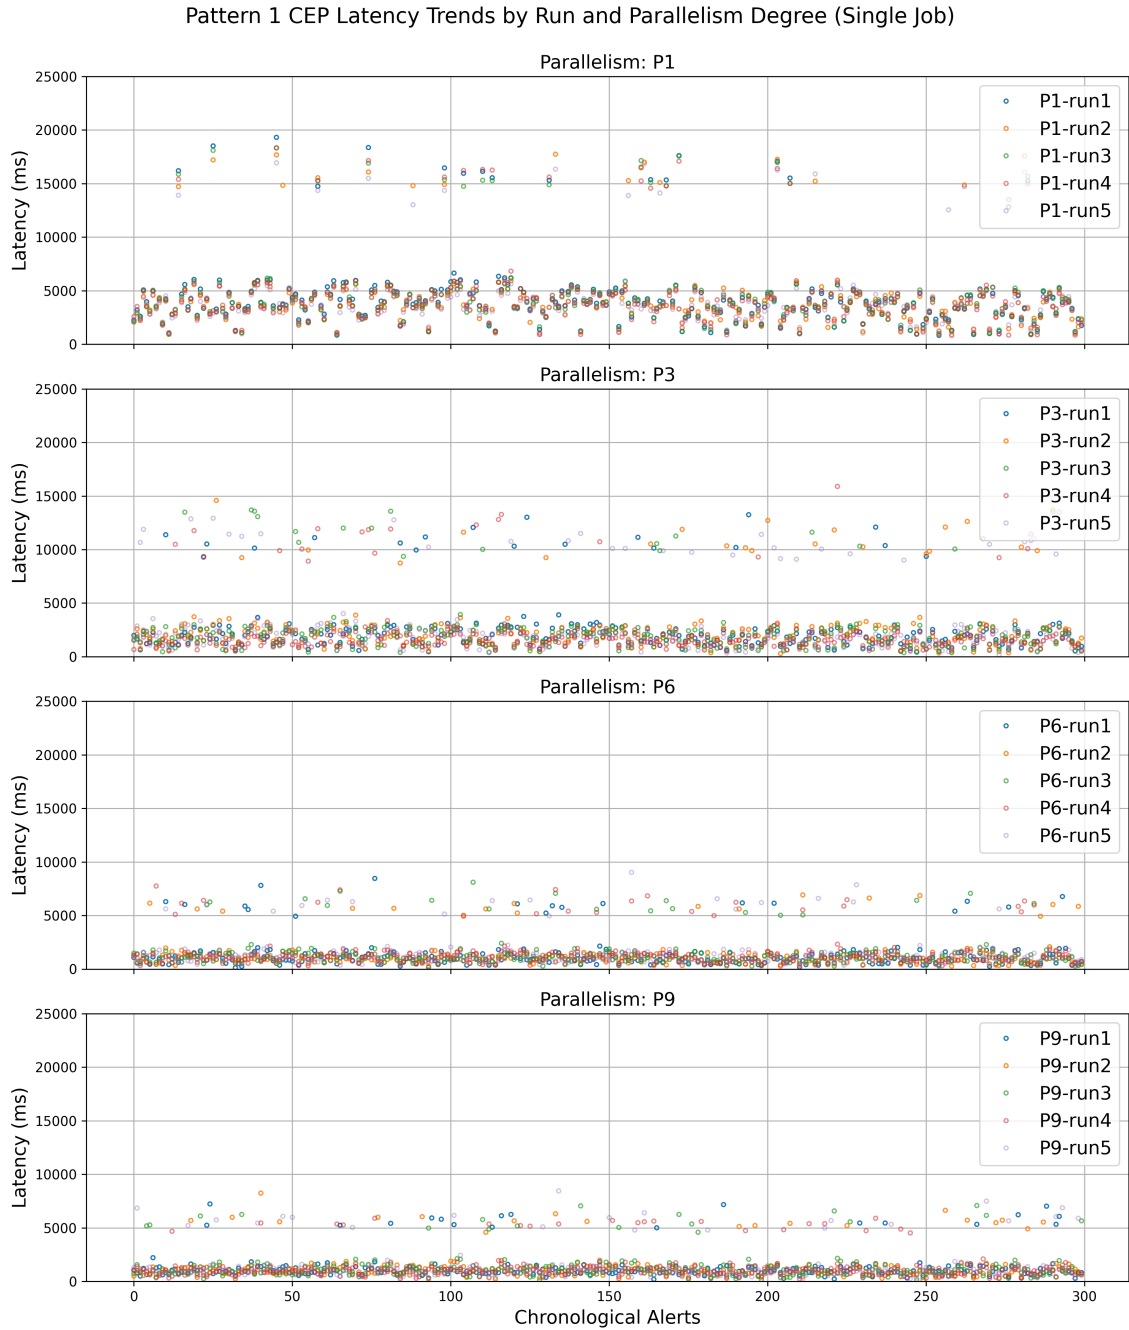 Pattern 1 CEP Latency Trends by Run and Parallelism Degree (Single Job)
Parallelism: P1
Latency (ms)
25000
20000
15000
10000
5000
0
P1-run1
P1-run2
P1-run3
P1-run4
P1-run5
Parallelism: P3
Latency (ms)
25000
20000
15000
10000
5000
0
P3-run1
P3-run2
P3-run3
P3-run4
P3-run5
Parallelism: P6
Latency (ms)
25000
20000
15000
10000
5000
0
P6-run1
P6-run2
P6-run3
P6-run4
P6-run5
Parallelism: P9
Latency (ms)
25000
20000
15000
10000
5000
0
P9-run1
P9-run2
P9-run3
P9-run4
P9-run5
0 50 100 150 200 250 300
Chronological Alerts